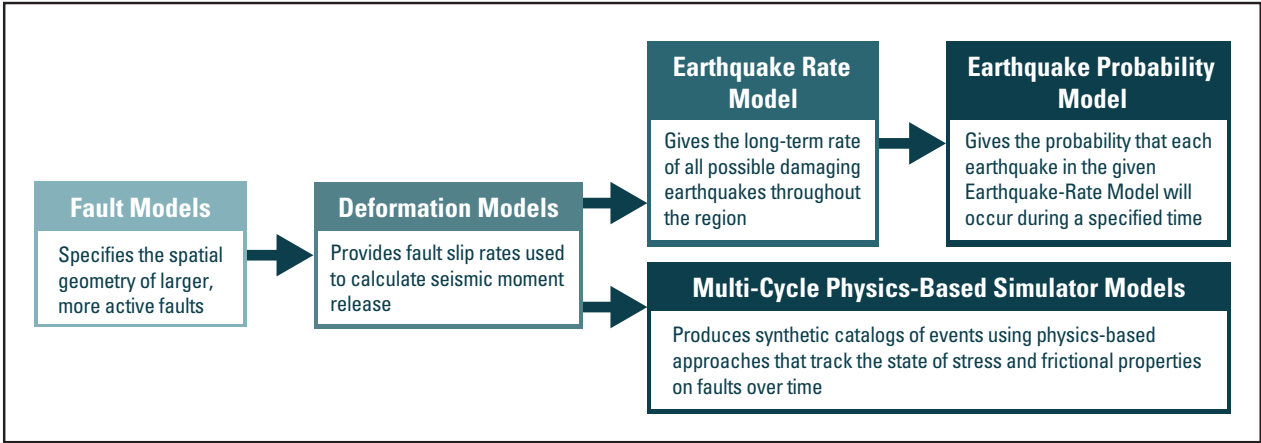 Fault Models
Specifies the spatial
geometry of larger,
more active faults
Deformation Models
Provides fault slip rates used
to calculate seismic moment
release
Earthquake Rate
Model
Gives the long-term rate
of all possible damaging
earthquakes throughout
the region
Earthquake Probability
Model
Gives the probability that each
earthquake in the given
Earthquake-Rate Model will
occur during a specified time
Multi-Cycle Physics-Based Simulator Models
Produces synthetic catalogs of events using physics-based
approaches that track the state of stress and frictional properties
on faults over time